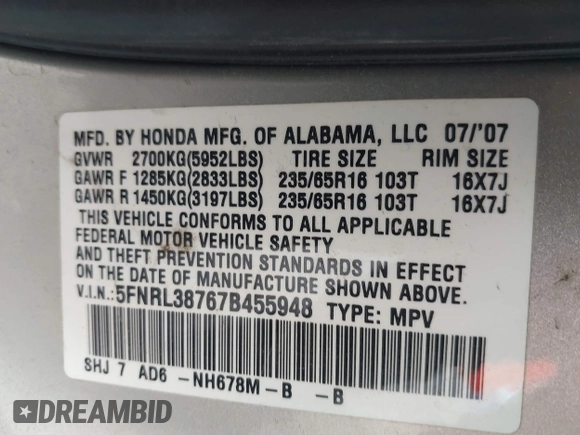 MFD. BY HONDA MFG. OF ALABAMA, LLC 07/'07
GVWR 2700KG(5952LBS) TIRE SIZE RIM SIZE
GAWR F 1285KG(2833LBS) 235/65R16 103T 16X7J
GAWR R 1450KG(3197LBS) 235/65R16 103T 16X7J
THIS VEHICLE CONFORMS TO ALL APPLICABLE
FEDERAL MOTOR VEHICLE SAFETY
AND THEFT PREVENTION STANDARDS IN EFFECT
ON THE DATE OF MANUFACTURE SHOWN ABOVE.
V.I.N.:5FNRL38767B455948 TYPE: MPV
SHJ 7 AD6 -NH678M-B -B
DREAMBID